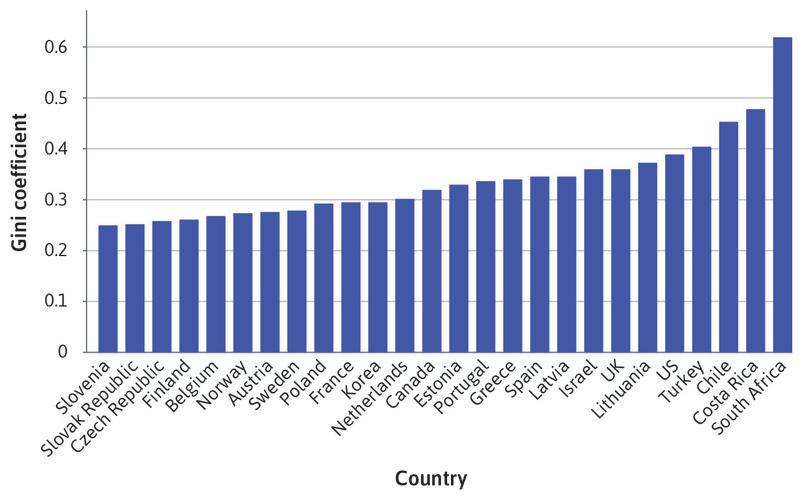 Gini coefficient
0.6
0.5
0.4
0.3
0.2
0.1
0
Slovenia
Slovak Republic
Czech Republic
Finland
Belgium
Norway
Austria
Sweden
Poland
France
Korea
Netherlands
Canada
Estonia
Portugal
Greece
Spain
Latvia
Israel
UK
Lithuania
US
Turkey
Chile
Costa Rica
South Africa
Country